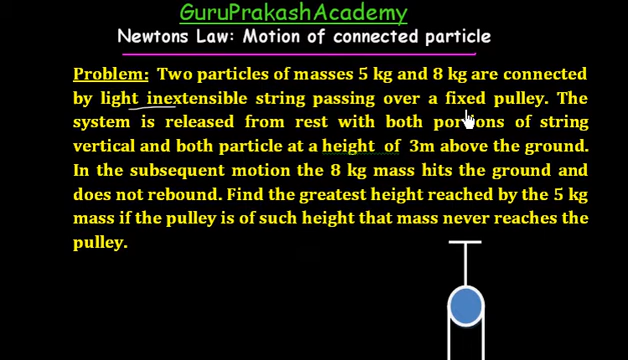 GuruPrakashAcademy
Newtons Law: Motion of connected particle
Problem: Two particles of masses 5 kg and 8 kg are connected
by light inextensible string passing over a fixed pulley. The
system is released from rest with both portions of string
vertical and both particle at a height of 3m above the ground.
In the subsequent motion the 8 kg mass hits the ground and
does not rebound. Find the greatest height reached by the 5 kg
mass if the pulley is of such height that mass never reaches the
pulley.